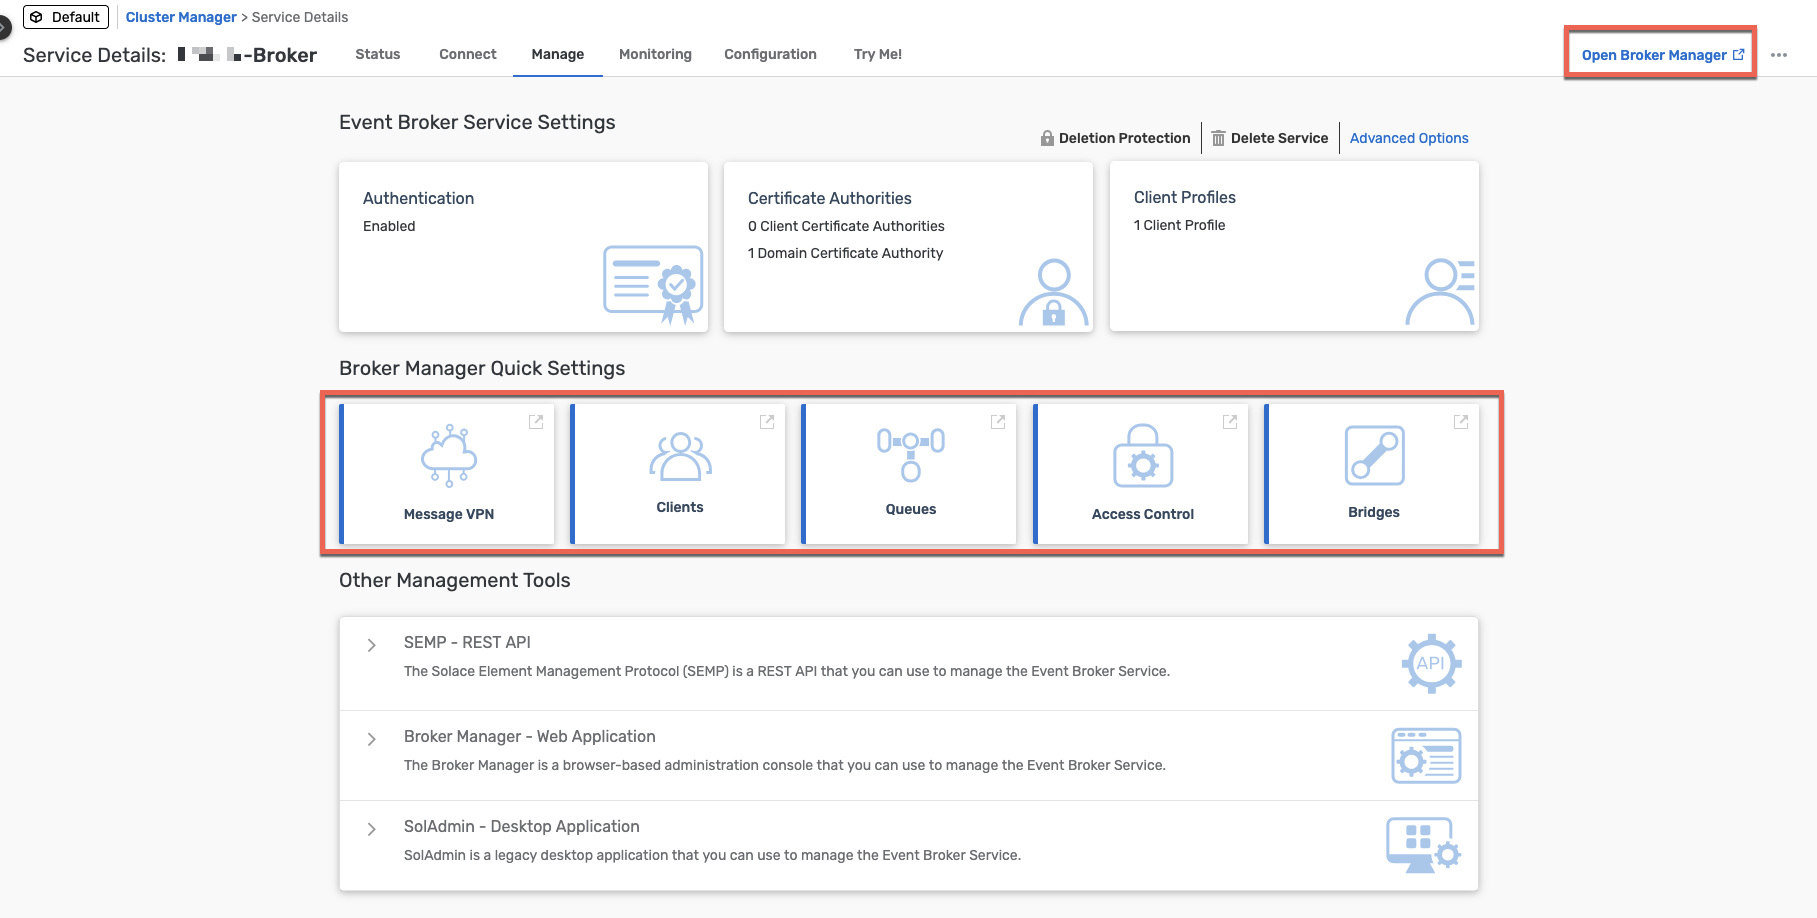 Default
Cluster Manager > Service Details
Service Details: -Broker
Status Connect Manage Monitoring Configuration Try Me!
Open Broker Manager
Event Broker Service Settings
Deletion Protection Delete Service Advanced Options
Authentication
Enabled
Certificate Authorities
0 Client Certificate Authorities
1 Domain Certificate Authority
Client Profiles
1 Client Profile
Broker Manager Quick Settings
Message VPN
Clients
Queues
Access Control
Bridges
Other Management Tools
SEMP - REST API
The Solace Element Management Protocol (SEMP) is a REST API that you can use to manage the Event Broker Service.
API
Broker Manager - Web Application
The Broker Manager is a browser-based administration console that you can use to manage the Event Broker Service.
SolAdmin - Desktop Application
SolAdmin is a legacy desktop application that you can use to manage the Event Broker Service.